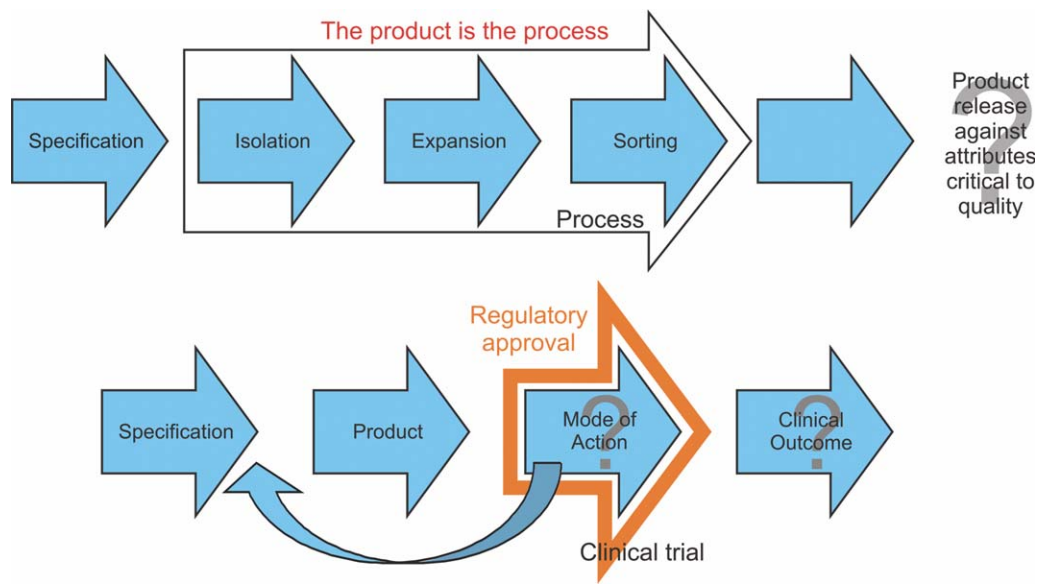 The product is the process
Specification
Isolation
Expansion
Sorting
Process
?
Product
release
against
attributes
critical to
quality
Regulatory
approval
Specification
Product
?
Mode of
Action
?
Clinical
Outcome
Clinical trial